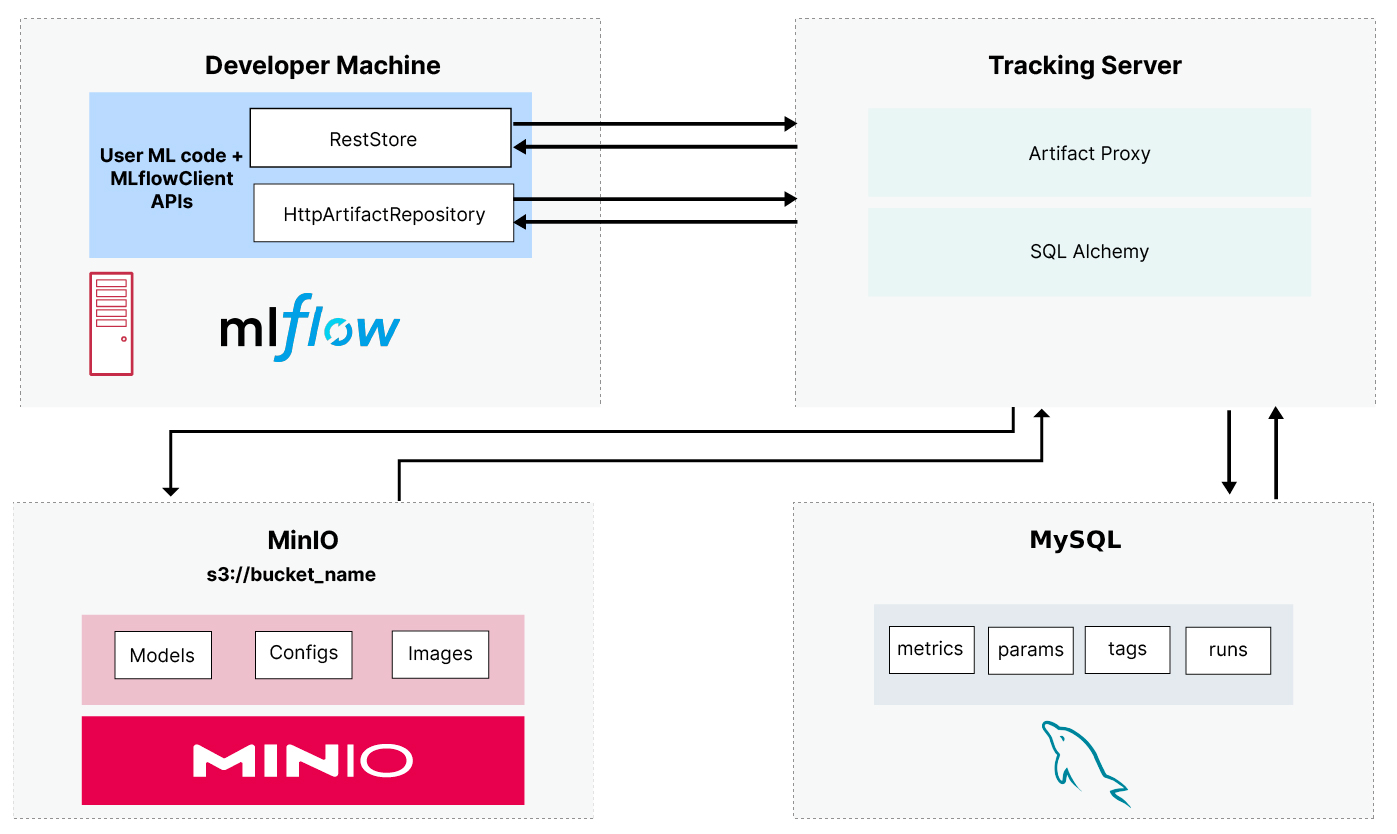 Developer Machine
User ML code +
MLflowClient
APIs
RestStore
HttpArtifactRepository
mlflow
Tracking Server
Artifact Proxy
SQL Alchemy
MinIO
s3://bucket_name
Models
Configs
Images
MINIO
MySQL
metrics
params
tags
runs